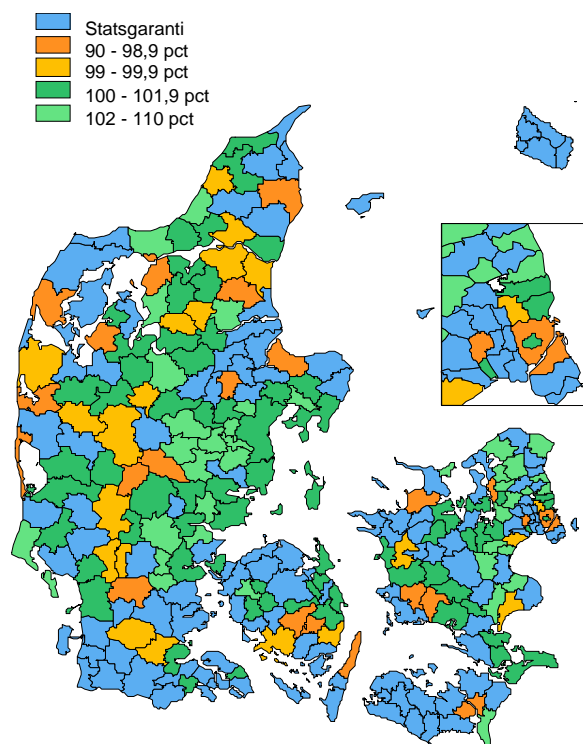 Statsgaranti
90 - 98,9 pct
99 - 99,9 pct
100 - 101,9 pct
102 - 110 pct